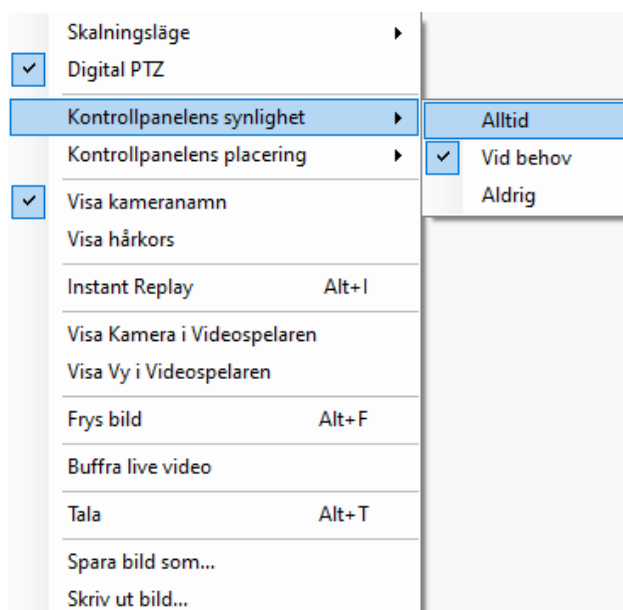 Skalningsläge
Digital PTZ
Kontrollpanelens synlighet
Alltid
Kontrollpanelens placering
Vid behov
Aldrig
Visa kameranamn
Visa hårkors
Instant Replay Alt+I
Visa Kamera i Videospelaren
Visa Vy i Videospelaren
Frys bild Alt+F
Buffra live video
Tala Alt+T
Spara bild som...
Skriv ut bild...